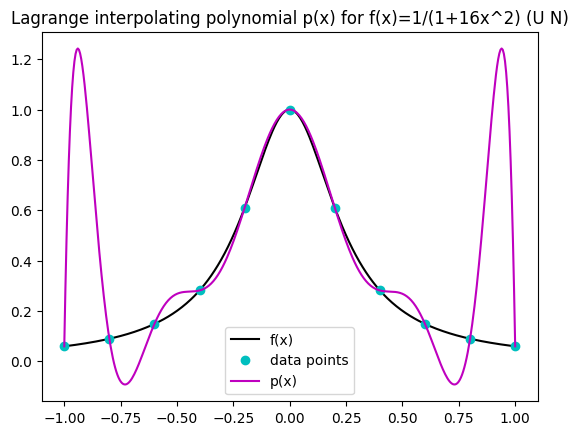 Lagrange interpolating polynomial p(x) for f(x)=1/(1+16x^2) (U N)
1.2
1.0
0.8
0.6
0.4
0.2
0.0
f(x)
data points
p(x)
−1.00 −0.75 −0.50 −0.25 0.00 0.25 0.50 0.75 1.00